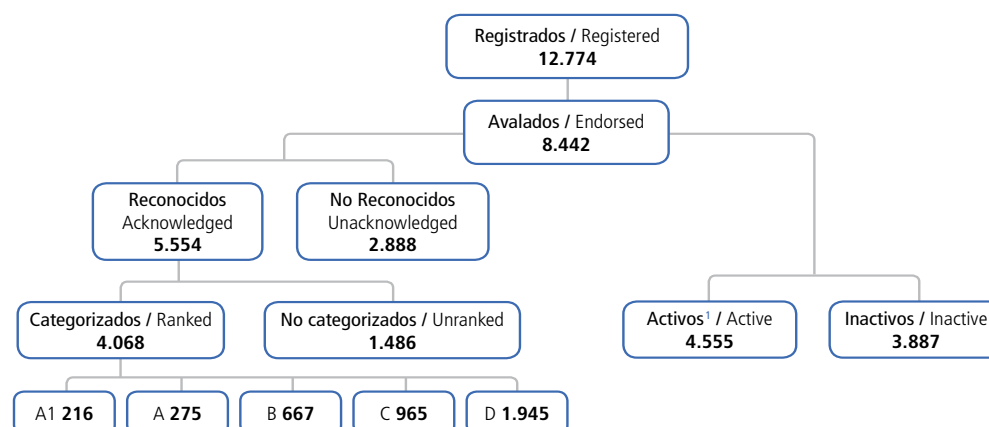 Registrados / Registered
12.774
Avalados / Endorsed
8.442
Reconocidos
Acknowledged
5.554
No Reconocidos
Unacknowledged
2.888
Categorizados / Ranked
4.068
No categorizados / Unranked
1.486
Activos¹ / Active
4.555
Inactivos / Inactive
3.887
A1 216
A 275
B 667
C 965
D 1.945